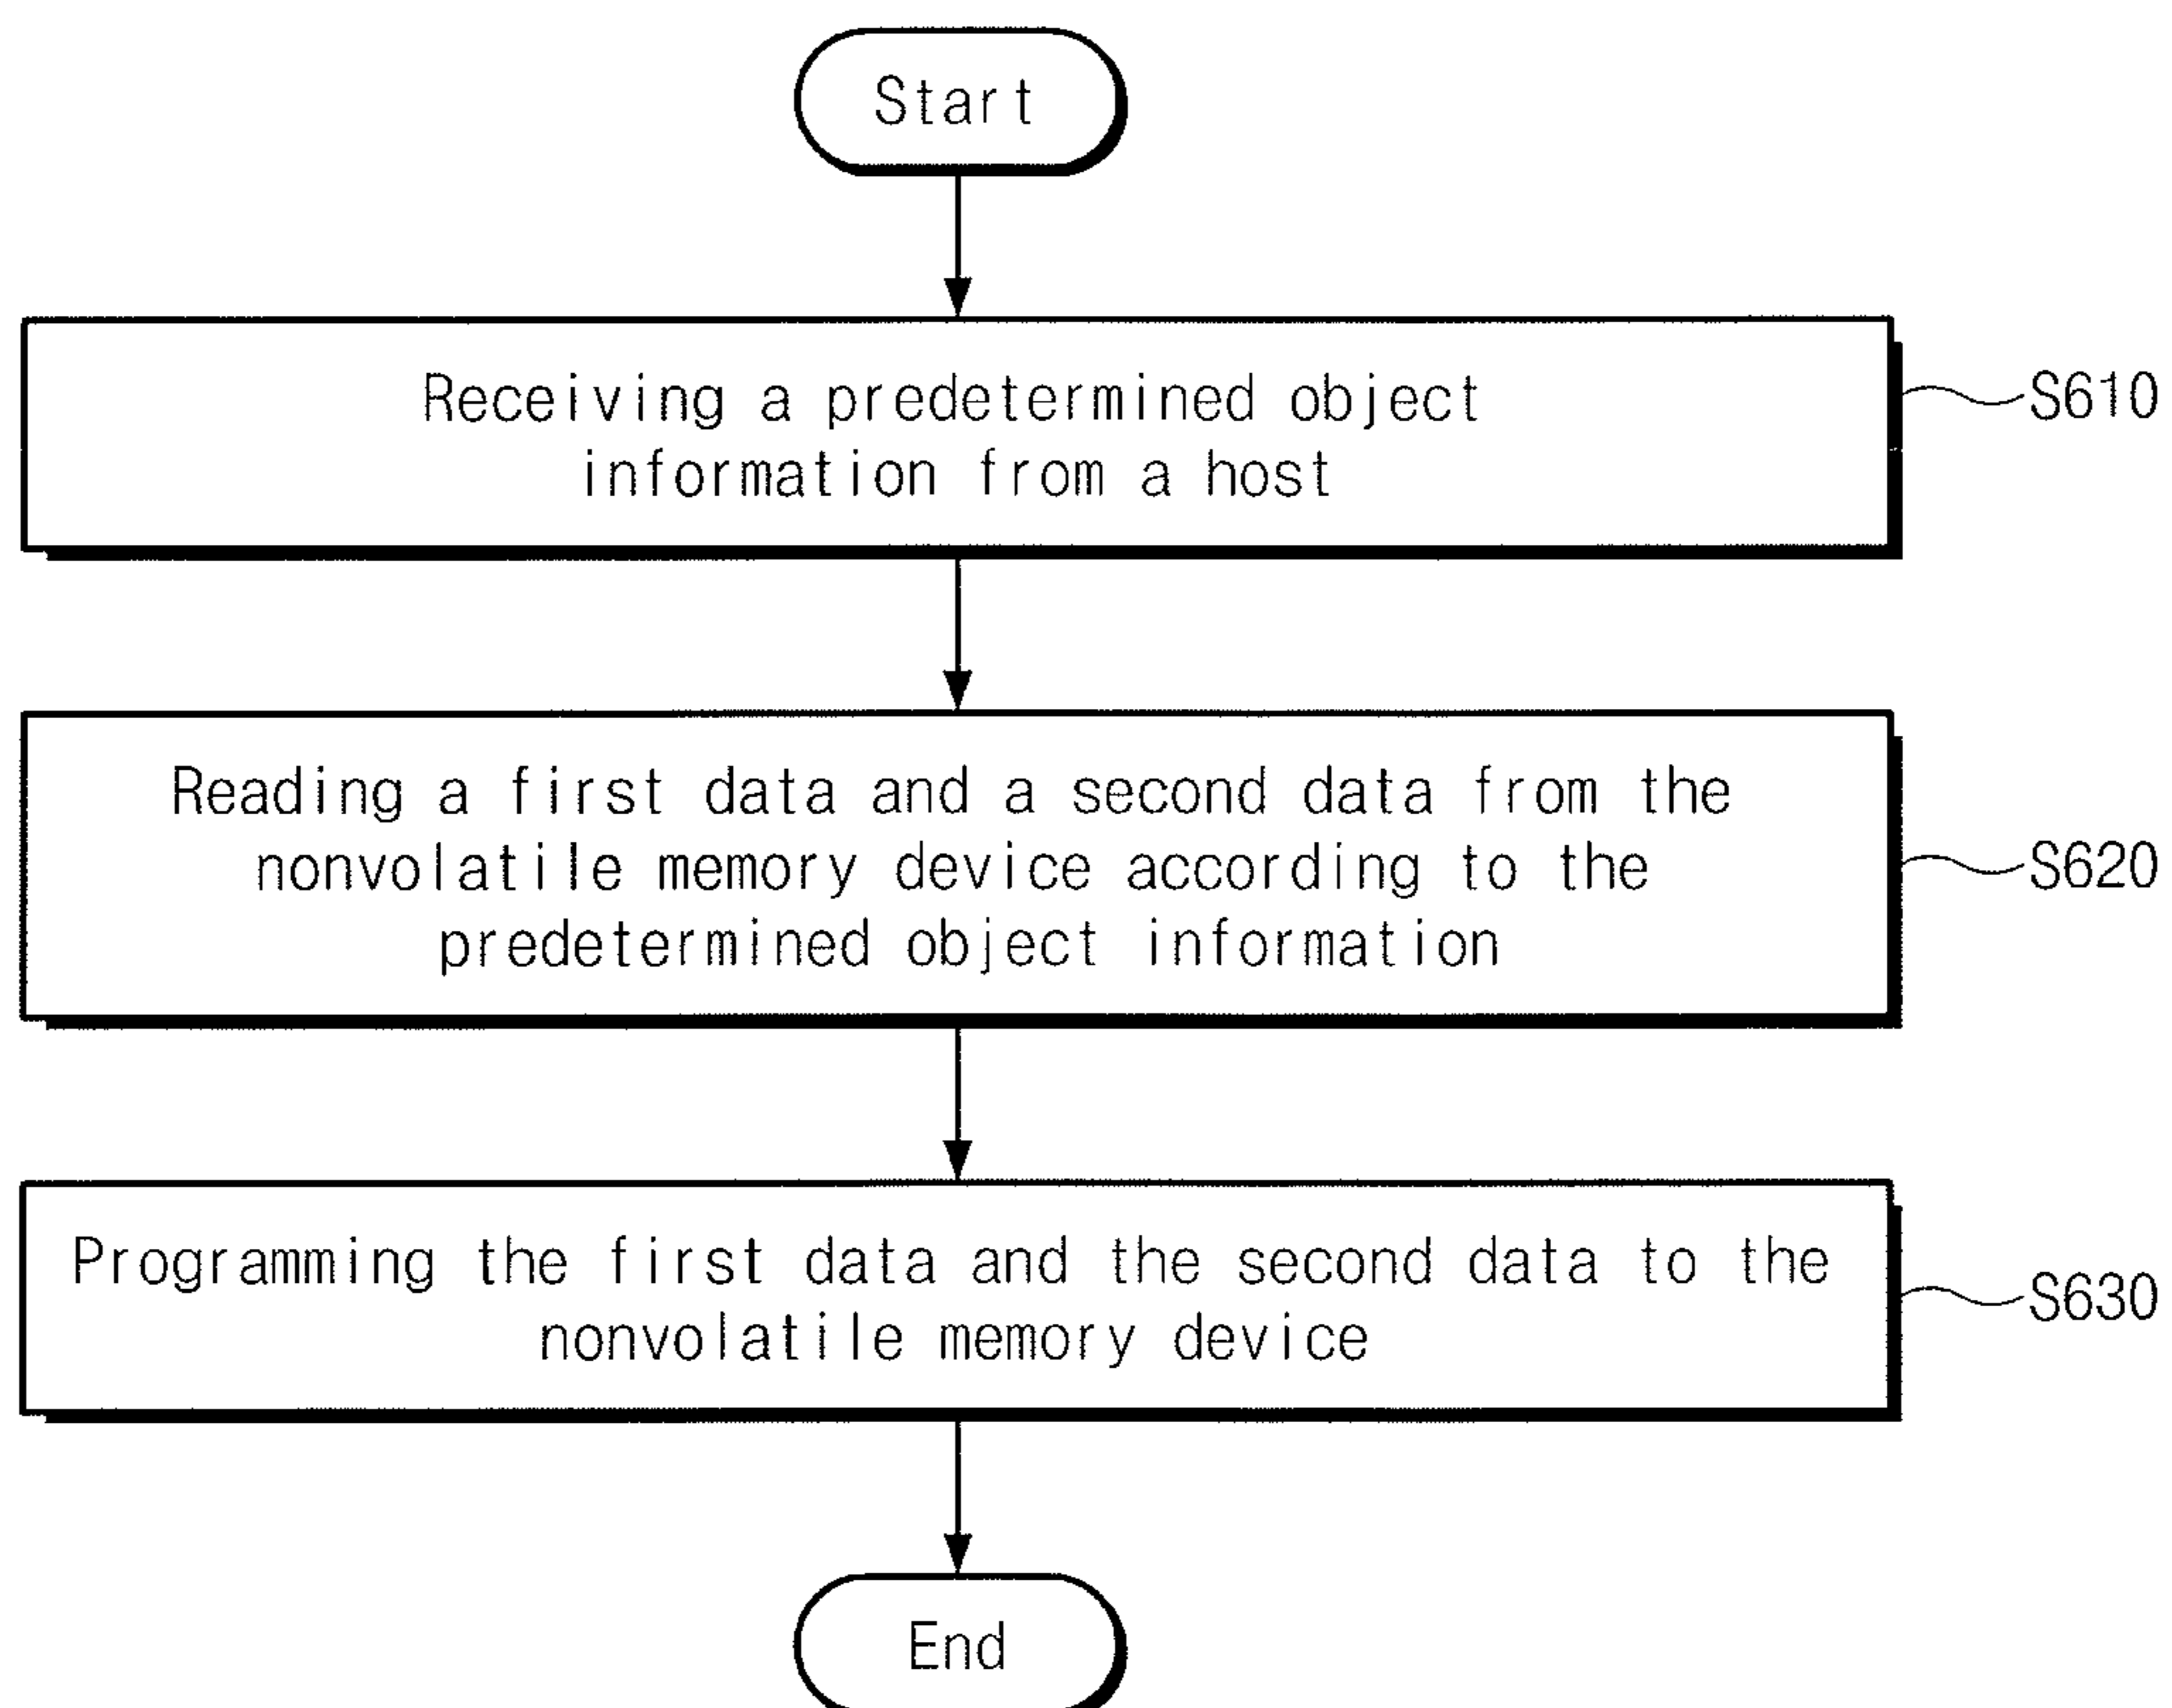 Start
Receiving a predetermined object
information from a host
S610
Reading a first data and a second data from the
nonvolatile memory device according to the
predetermined object information
S620
Programming the first data and the second data to the
nonvolatile memory device
S630
End